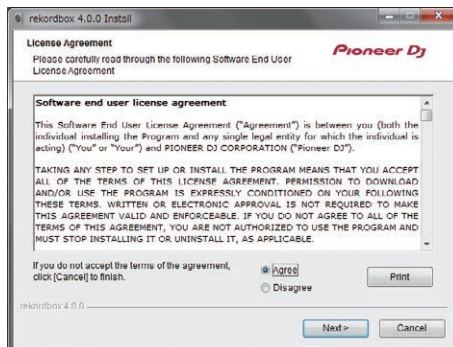 rekordbox 4.0.0 Install
License Agreement
Please carefully read through the following Software End User
License Agreement
Pioneer Dj
Software end user license agreement
This Software End User License Agreement ("Agreement") is between you (both the
individual installing the Program and any single legal entity for which the individual is
acting) ("You" or "Your") and PIONEER DJ CORPORATION ("Pioneer DJ").
TAKING ANY STEP TO SET UP OR INSTALL THE PROGRAM MEANS THAT YOU ACCEPT
ALL OF THE TERMS OF THIS LICENSE AGREEMENT. PERMISSION TO DOWNLOAD
AND/OR USE THE PROGRAM IS EXPRESSLY CONDITIONED ON YOUR FOLLOWING
THESE TERMS. WRITTEN OR ELECTRONIC APPROVAL IS NOT REQUIRED TO MAKE
THIS AGREEMENT VALID AND ENFORCEABLE. IF YOU DO NOT AGREE TO ALL OF THE
TERMS OF THIS AGREEMENT, YOU ARE NOT AUTHORIZED TO USE THE PROGRAM AND
MUST STOP INSTALLING IT OR UNINSTALL IT, AS APPLICABLE.
If you do not accept the terms of the agreement,
click [Cancel] to finish.
Agree
Disagree
Print
rekordbox 4.0.0
Next >
Cancel